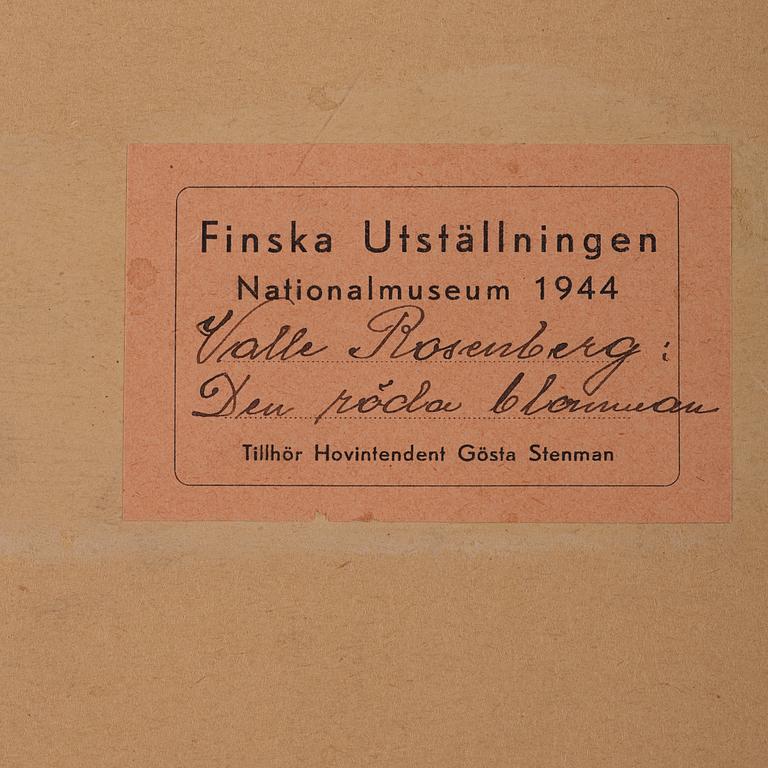 Finska Utställningen
Nationalmuseum 1944
Valle Rosenberg:
Den röda blomman
Tillhör Hovintendent Gösta Stenman